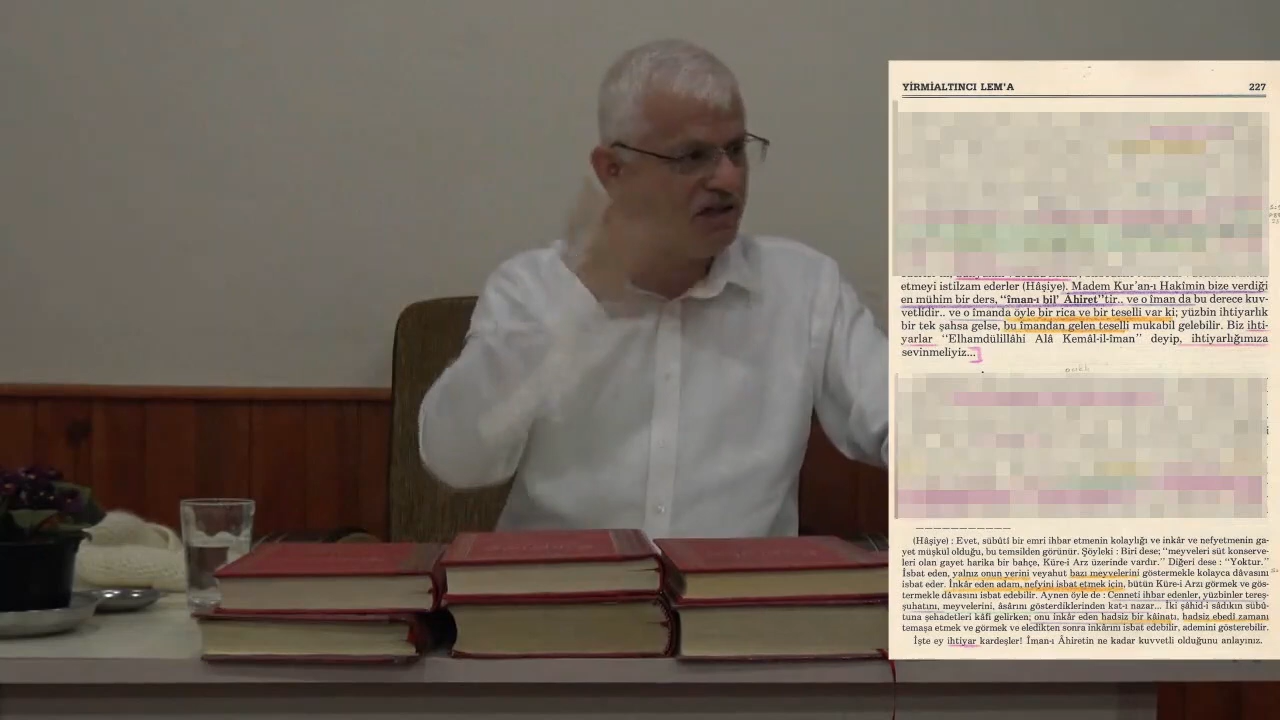 YİRMİALTINCI LEM'A 227
etmeyi istilzam ederler (Hâşiye). Madem Kur'an-ı Hakîmin bize verdiği
en mühim bir ders, "îman-ı bil' Âhiret"tir.. ve o îman da bu derece kuv-
vetlidir.. ve o îmanda öyle bir rica ve bir teselli var ki; yüzbin ihtiyarlık
bir tek şahsa gelse, bu îmandan gelen teselli mukabil gelebilir. Biz ihti-
yarlar "Elhamdülillâhi Alâ Kemâl-il-îman" deyip, ihtiyarlığımıza
sevinmeliyiz...
(Hâşiye) : Evet, sübûtî bir emri ihbar etmenin kolaylığı ve inkâr ve nefyetmenin ga-
yet müşkül olduğu, bu temsilden görünür. Şöyleki : Biri dese; "meyveleri süt konserve-
leri olan gayet harika bir bahçe, Küre-i Arz üzerinde vardır." Diğeri dese : "Yoktur."
İsbat eden, yalnız onun yerini veyahut bazı meyvelerini göstermekle kolayca dâvasını
isbat eder. İnkâr eden adam, nefyini isbat etmek için, bütün Küre-i Arzı görmek ve gös-
termekle dâvasını isbat edebilir. Aynen öyle de : Cenneti ihbar edenler, yüzbinler tereş-
şuhatını, meyvelerini, âsârını gösterdiklerinden kat-ı nazar... İki şâhid-i sâdıkın sübû-
tuna şehadetleri kâfi gelirken; onu inkâr eden hadsiz bir kâinatı, hadsiz ebedî zamanı
temaşa etmek ve görmek ve eledikten sonra inkârını isbat edebilir, ademini gösterebilir.
İşte ey ihtiyar kardeşler! Îman-ı Âhiretin ne kadar kuvvetli olduğunu anlayınız.